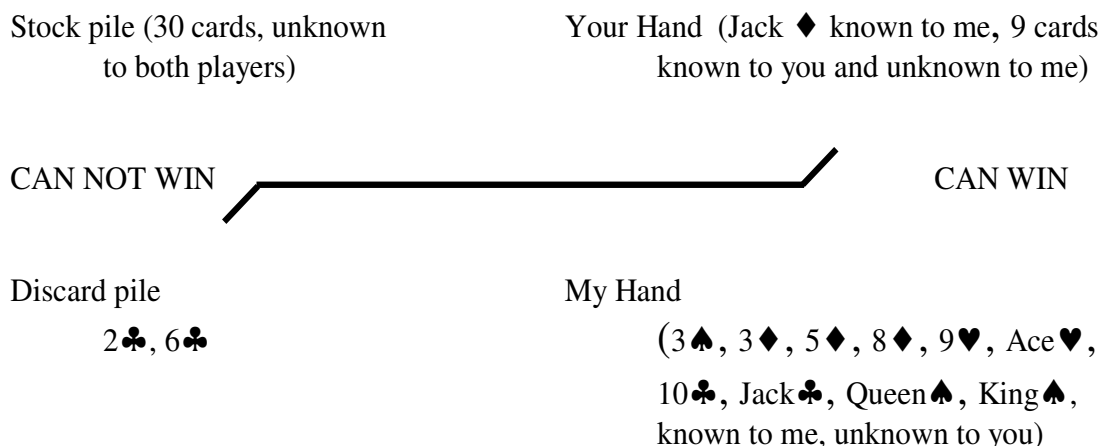 Stock pile (30 cards, unknown
to both players)
Your Hand (Jack ♦ known to me, 9 cards
known to you and unknown to me)
CAN NOT WIN
CAN WIN
Discard pile
2♣, 6♣
My Hand
(3♠, 3♦, 5♦, 8♦, 9♥, Ace♥,
10♣, Jack♣, Queen♠, King♠,
known to me, unknown to you)